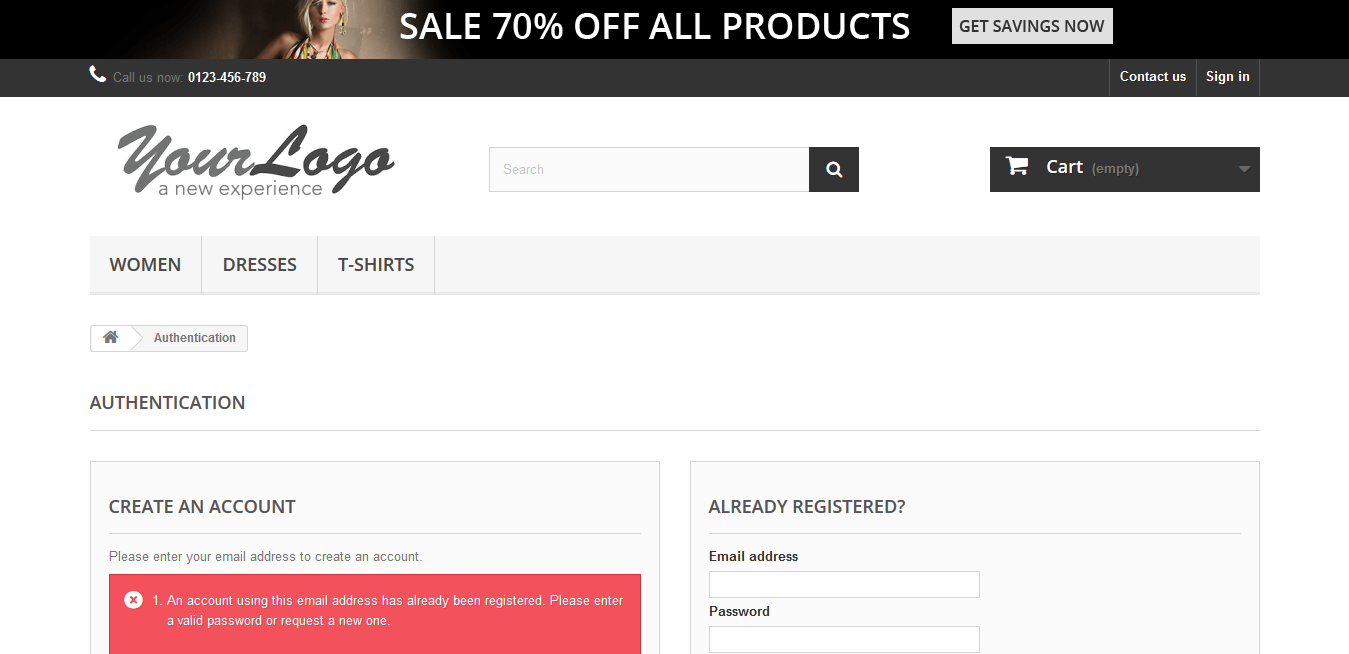 SALE 70% OFF ALL PRODUCTS GET SAVINGS NOW
Call us now: 0123-456-789 Contact us Sign in
Your Logo
a new experience
Search
Cart (empty)
WOMEN DRESSES T-SHIRTS
Authentication
AUTHENTICATION
CREATE AN ACCOUNT
Please enter your email address to create an account.
1. An account using this email address has already been registered. Please enter
a valid password or request a new one.
ALREADY REGISTERED?
Email address
Password